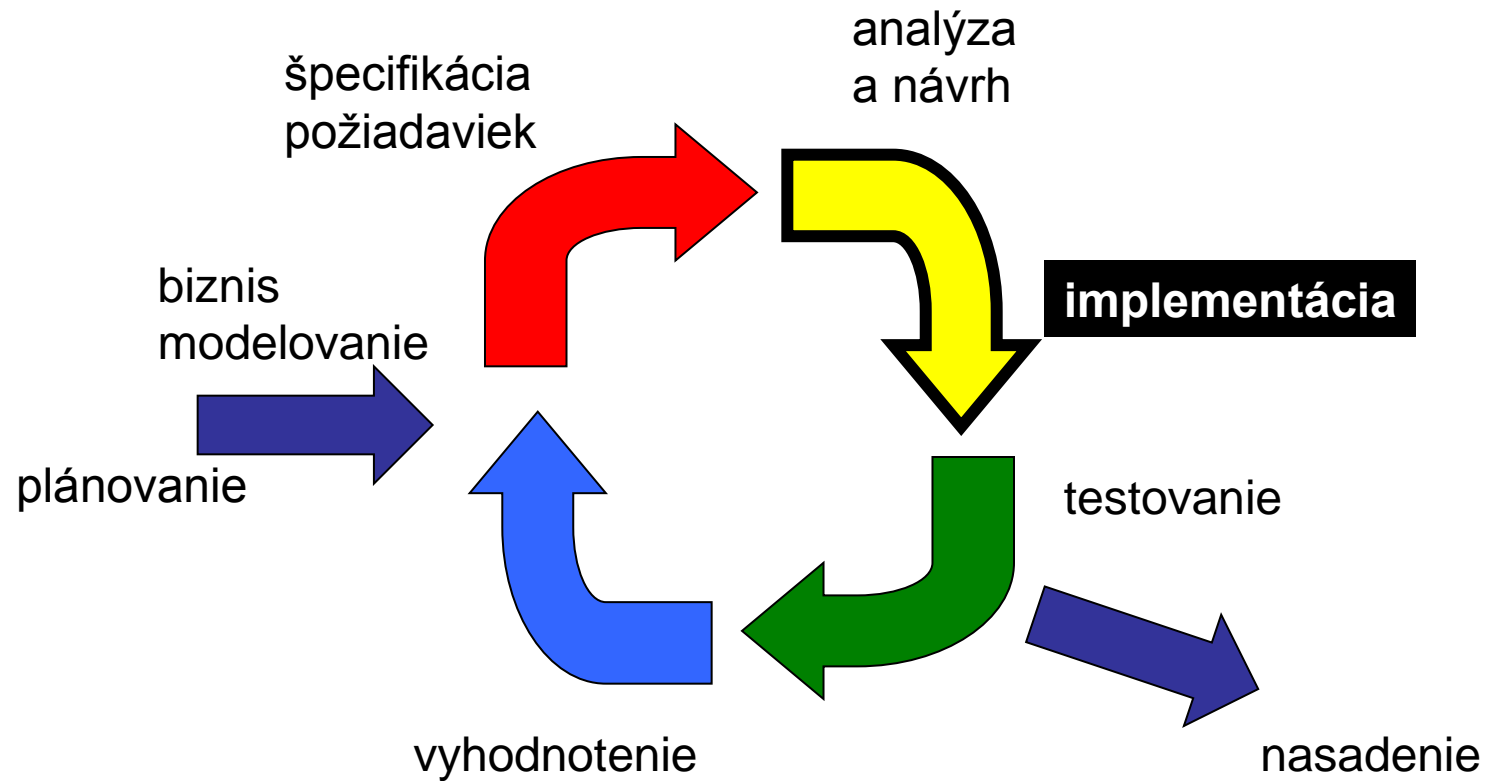 analýza
a návrh
špecifikácia
požiadaviek
biznis
modelovanie
implementácia
plánovanie
testovanie
vyhodnotenie
nasadenie